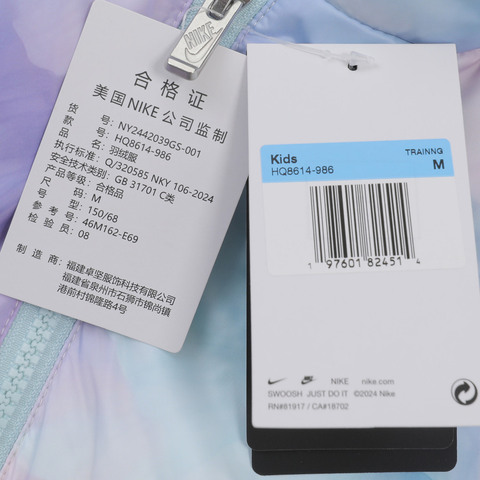 NIKE
合格证
美国NIKE公司监制
货号：NY2442039GS-001
品号：HQ8614-986
名：羽绒服
执行标准：Q/320585 NKY 106-2024
安全技术类别：GB 31701 C类
产品等级：合格品
尺码：M
型：150/68
参考号：46M162-E69
检验员：08
制造商：福建卓坚服饰科技有限公司
福建省泉州市石狮市锦尚镇
港前村锦隆路4号
TRAINNG
Kids
M
HQ8614-986
1 97601 82451 4
NIKE nike.com
SWOOSH JUST DO IT ©2024 Nike
RN#81917 / CA#18702